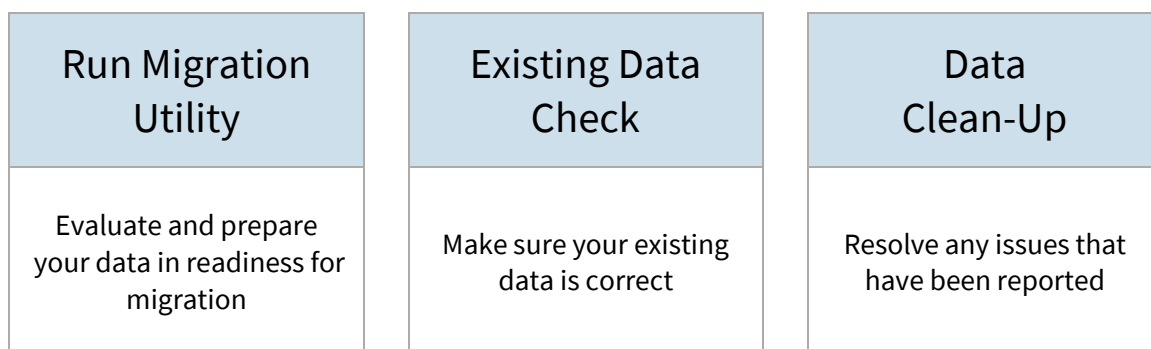 Run Migration
Utility
Evaluate and prepare
your data in readiness for
migration
Existing Data
Check
Make sure your existing
data is correct
Data
Clean-Up
Resolve any issues that
have been reported